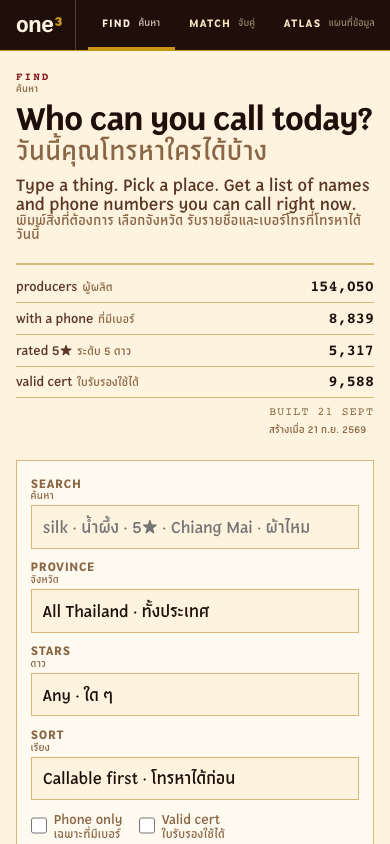 one³
FIND ค้นหา
MATCH จับคู่
ATLAS แผนที่ข้อมูล
FIND
ค้นหา
Who can you call today?
วันนี้คุณโทรหาใครได้บ้าง
Type a thing. Pick a place. Get a list of names
and phone numbers you can call right now.
พิมพ์สิ่งที่ต้องการ เลือกจังหวัด รับรายชื่อและเบอร์โทรที่โทรหาได้
วันนี้
producers ผู้ผลิต 154,050
with a phone ที่มีเบอร์ 8,839
rated 5★ ระดับ 5 ดาว 5,317
valid cert ใบรับรองใช้ได้ 9,588
BUILT 21 SEPT
สร้างเมื่อ 21 ก.ย. 2569
SEARCH
ค้นหา
silk · น้ำผึ้ง · 5★ · Chiang Mai · ผ้าไหม
PROVINCE
จังหวัด
All Thailand · ทั้งประเทศ
STARS
ดาว
Any · ใด ๆ
SORT
เรียง
Callable first · โทรหาได้ก่อน
Phone only
เฉพาะที่มีเบอร์
Valid cert
ใบรับรองใช้ได้